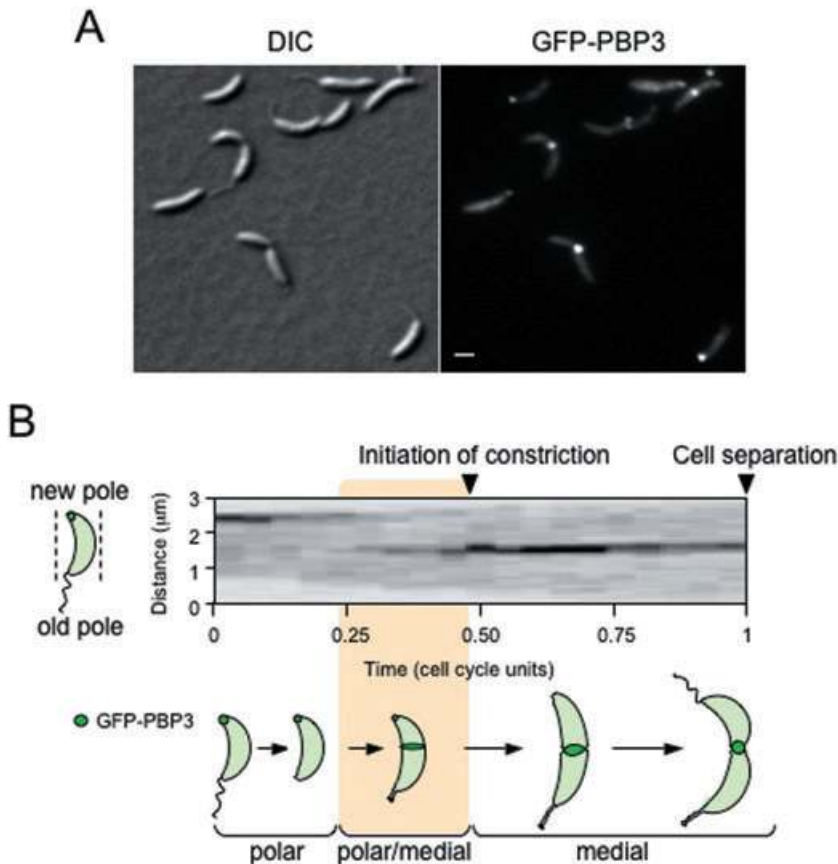 A
DIC
GFP-PBP3
B
Initiation of constriction
Cell separation
new pole
old pole
Distance (μm)
3
2
1
0
0
0.25
0.50
0.75
1
Time (cell cycle units)
GFP-PBP3
polar
polar/medial
medial